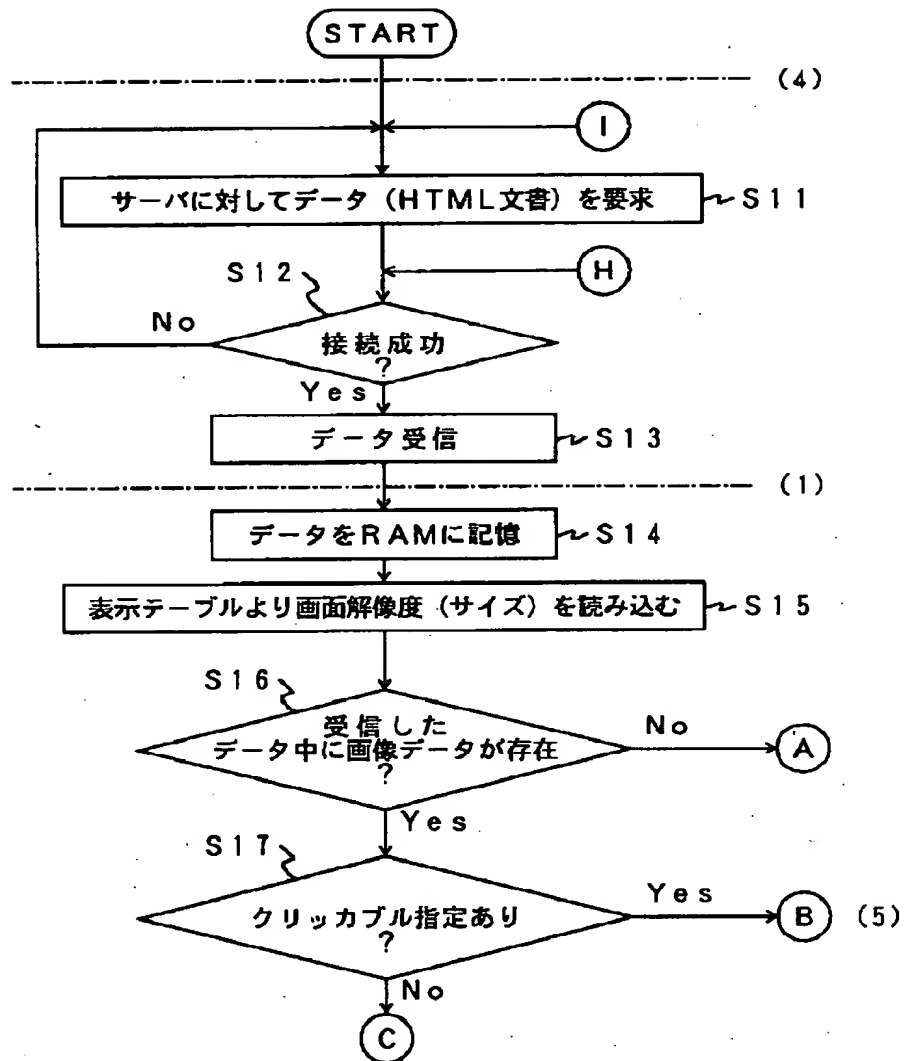 START
(4)
I
サーバに対してデータ（HTML文書）を要求
S11
H
S12
No
接続成功
?
Yes
データ受信
S13
(1)
データをRAMに記憶
S14
表示テーブルより画面解像度（サイズ）を読み込む
S15
S16
受信した
データ中に画像データが存在
?
No
A
Yes
S17
クリッカブル指定あり
?
Yes
B
(5)
No
C